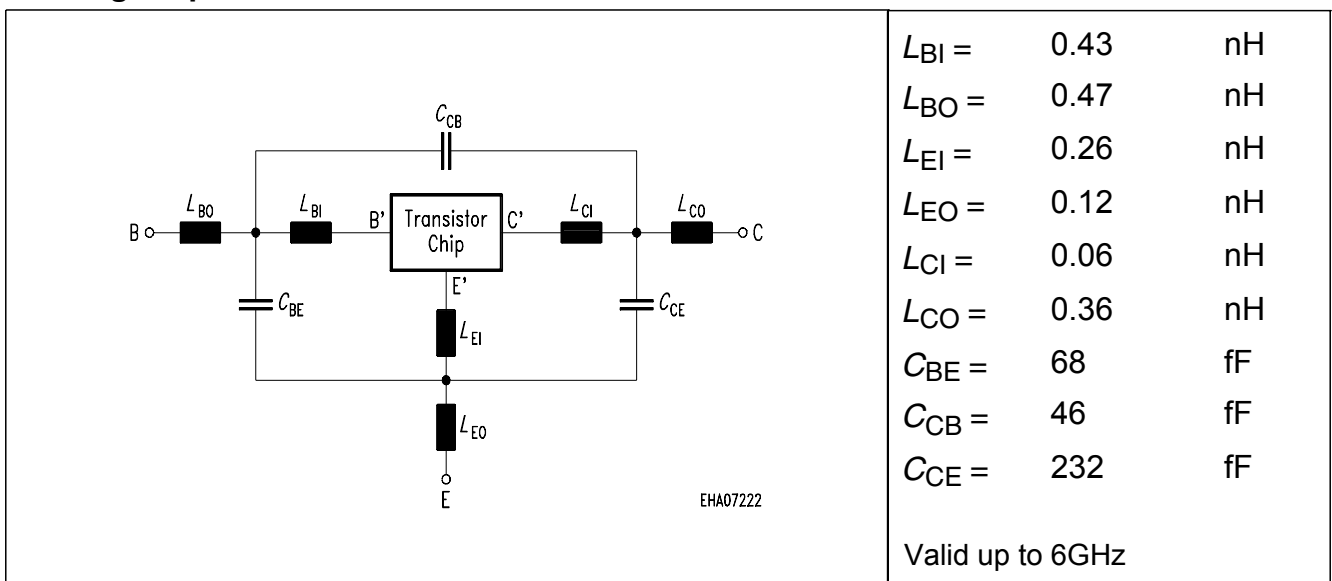 C_CB
L_BO
L_BI
L_CI
L_CO
B
B'
Transistor
Chip
C'
C
E'
C_BE
L_EI
C_CE
L_EO
E
EHA07222
L_BI = 0.43 nH
L_BO = 0.47 nH
L_EI = 0.26 nH
L_EO = 0.12 nH
L_CI = 0.06 nH
L_CO = 0.36 nH
C_BE = 68 fF
C_CB = 46 fF
C_CE = 232 fF
Valid up to 6GHz